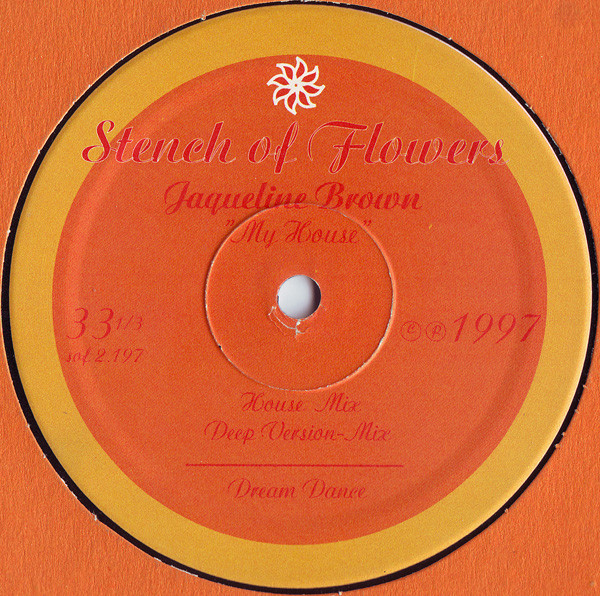 Stench of Flowers
Jaqueline Brown
"My House"
33 1/3
sof. 2.197
Ⓒ Ⓡ 1997
House Mix
Deep Version-Mix
Dream Dance